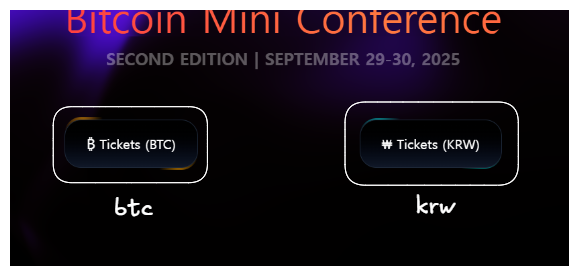 Bitcoin Mini Conference
SECOND EDITION | SEPTEMBER 29-30, 2025
₿ Tickets (BTC)
₩ Tickets (KRW)
btc
krw